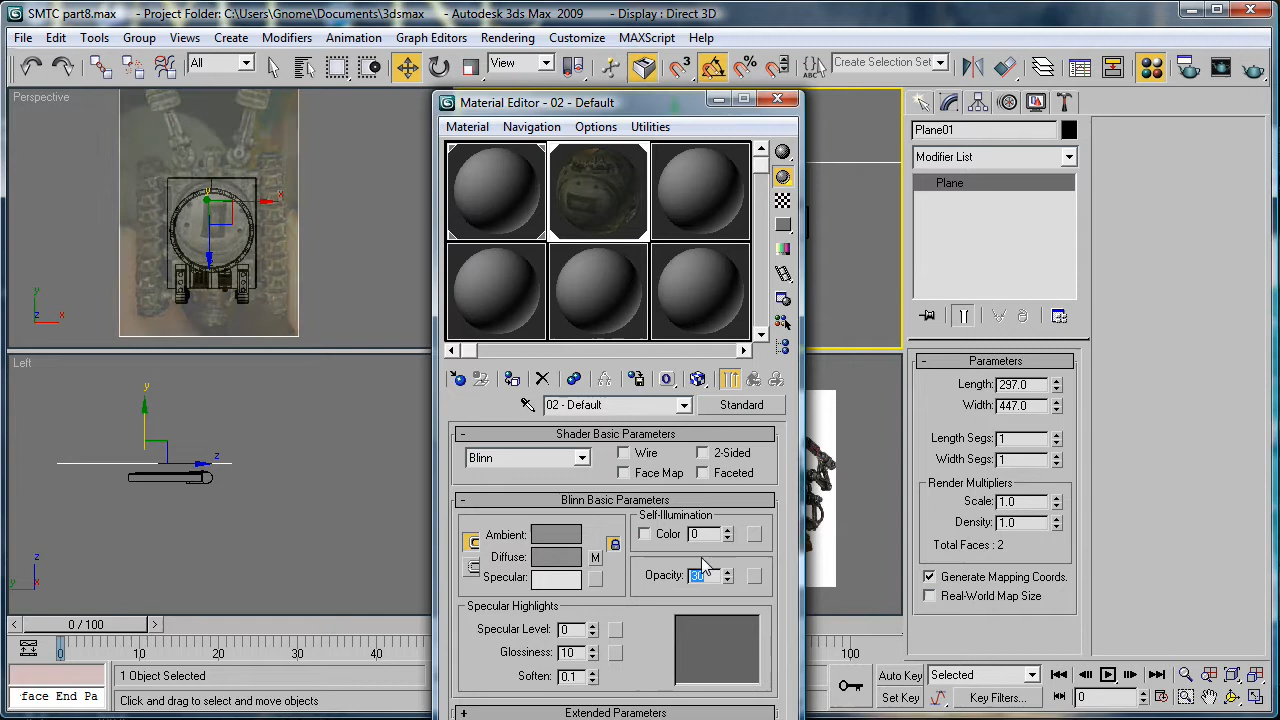 SMTC part8.max - Project Folder: C:\Users\Gnome\Documents\3dsmax - Autodesk 3ds Max 2009 - Display : Direct 3D
File Edit Tools Group Views Create Modifiers Animation Graph Editors Rendering Customize MAXScript Help
All View Create Selection Set
Perspective
Material Editor - 02 - Default
Material Navigation Options Utilities
Plane01
Modifier List
Plane
Left
02 - Default Standard
- Shader Basic Parameters
Blinn Wire 2-Sided
Face Map Faceted
- Blinn Basic Parameters
Self-Illumination
Ambient: Color 0
Diffuse: M
Specular: Opacity: 30
Specular Highlights
Specular Level: 0
Glossiness: 10
Soften: 0.1
+ Extended Parameters
- Parameters
Length: 297.0
Width: 447.0
Length Segs: 1
Width Segs: 1
Render Multipliers
Scale: 1.0
Density: 1.0
Total Faces : 2
Generate Mapping Coords.
Real-World Map Size
0 / 100
0 10 20 30 40 100
face End Pa
1 Object Selected
Click and drag to select and move objects
Auto Key Selected
Set Key Key Filters... 0